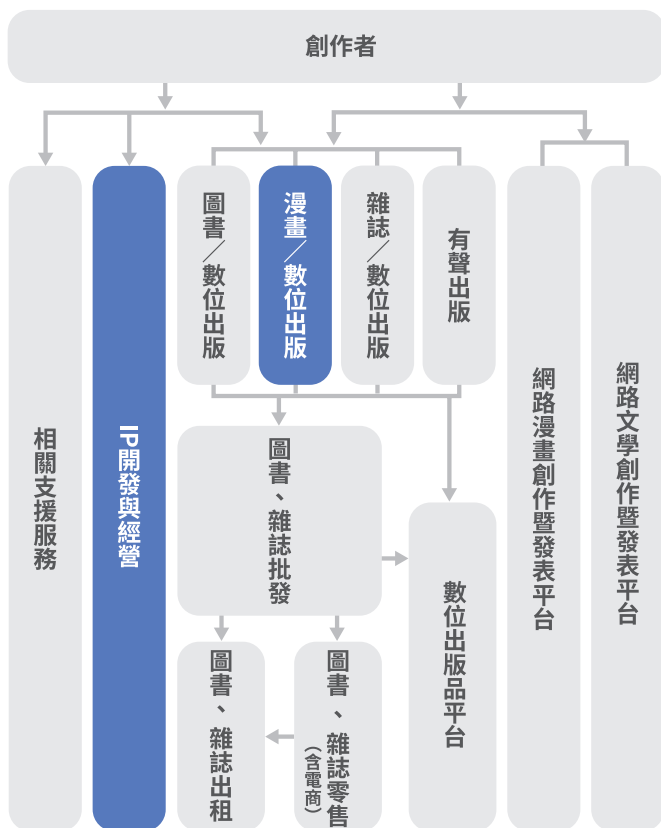 創作者
相關支援服務
IP開發與經營
圖書／數位出版
漫畫／數位出版
雜誌／數位出版
有聲出版
網路漫畫創作暨發表平台
網路文學創作暨發表平台
圖書、雜誌批發
數位出版品平台
圖書、雜誌出租
圖書、雜誌零售
（含電商）